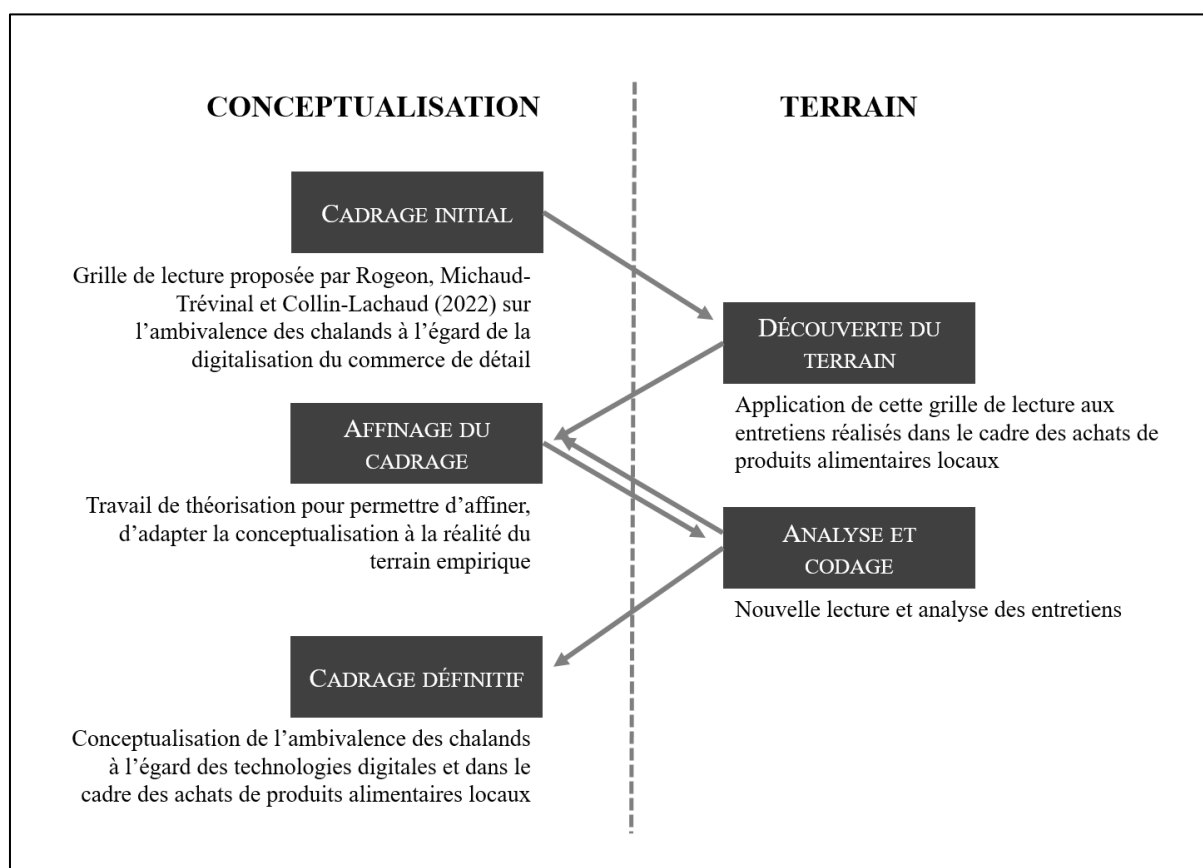 CONCEPTUALISATION
TERRAIN
CADRAGE INITIAL
Grille de lecture proposée par Rogeon, Michaud-
Trévinal et Collin-Lachaud (2022) sur
l’ambivalence des chalands à l’égard de la
digitalisation du commerce de détail
DÉCOUVERTE DU
TERRAIN
Application de cette grille de lecture aux
entretiens réalisés dans le cadre des achats de
produits alimentaires locaux
AFFINAGE DU
CADRAGE
Travail de théorisation pour permettre d’affiner,
d’adapter la conceptualisation à la réalité du
terrain empirique
ANALYSE ET
CODAGE
Nouvelle lecture et analyse des entretiens
CADRAGE DÉFINITIF
Conceptualisation de l’ambivalence des chalands
à l’égard des technologies digitales et dans le
cadre des achats de produits alimentaires locaux